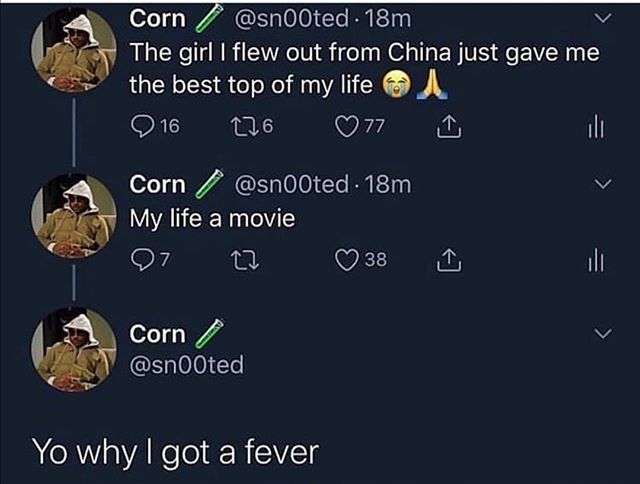 Corn 🧪 @sn00ted · 18m
The girl I flew out from China just gave me
the best top of my life 😭🙏
16 6 77
Corn 🧪 @sn00ted · 18m
My life a movie
7 38
Corn 🧪
@sn00ted
Yo why I got a fever